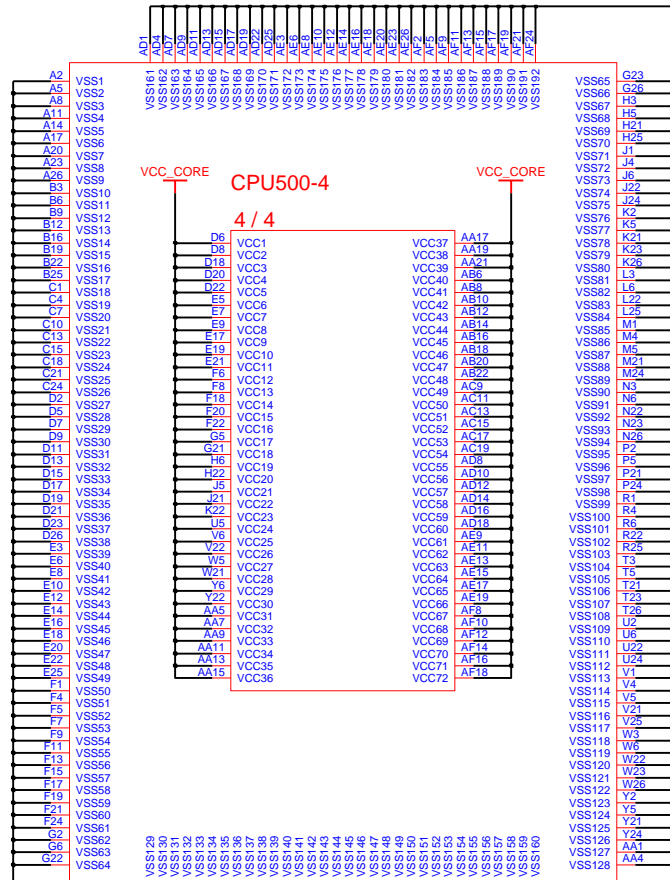 AD1 VSS161
AD4 VSS162
AD7 VSS163
AD9 VSS164
AD11 VSS165
AD13 VSS166
AD15 VSS167
AD17 VSS168
AD19 VSS169
AD22 VSS170
AD25 VSS171
AE3 VSS172
AE6 VSS173
AE8 VSS174
AE10 VSS175
AE12 VSS176
AE14 VSS177
AE16 VSS178
AE18 VSS179
AE20 VSS180
AE23 VSS181
AE26 VSS182
AF2 VSS183
AF5 VSS184
AF9 VSS185
AF11 VSS186
AF13 VSS187
AF15 VSS188
AF17 VSS189
AF19 VSS190
AF21 VSS191
AF24 VSS192
A2 VSS1
A5 VSS2
A8 VSS3
A11 VSS4
A14 VSS5
A17 VSS6
A20 VSS7
A23 VSS8
A26 VSS9
B3 VSS10
B6 VSS11
B9 VSS12
B12 VSS13
B16 VSS14
B19 VSS15
B22 VSS16
B25 VSS17
C1 VSS18
C4 VSS19
C7 VSS20
C10 VSS21
C13 VSS22
C15 VSS23
C18 VSS24
C21 VSS25
C24 VSS26
D2 VSS27
D5 VSS28
D7 VSS29
D9 VSS30
D11 VSS31
D13 VSS32
D15 VSS33
D17 VSS34
D19 VSS35
D21 VSS36
D23 VSS37
D26 VSS38
E3 VSS39
E6 VSS40
E8 VSS41
E10 VSS42
E12 VSS43
E14 VSS44
E16 VSS45
E18 VSS46
E20 VSS47
E22 VSS48
E25 VSS49
F1 VSS50
F4 VSS51
F5 VSS52
F7 VSS53
F9 VSS54
F11 VSS55
F13 VSS56
F15 VSS57
F17 VSS58
F19 VSS59
F21 VSS60
F24 VSS61
G2 VSS62
G6 VSS63
G22 VSS64
VCC_CORE
CPU500-4
VCC_CORE
4 / 4
D6 VCC1 VCC37 AA17
D8 VCC2 VCC38 AA19
D18 VCC3 VCC39 AA21
D20 VCC4 VCC40 AB6
D22 VCC5 VCC41 AB8
E5 VCC6 VCC42 AB10
E7 VCC7 VCC43 AB12
E9 VCC8 VCC44 AB14
E17 VCC9 VCC45 AB16
E19 VCC10 VCC46 AB18
E21 VCC11 VCC47 AB20
F6 VCC12 VCC48 AB22
F8 VCC13 VCC49 AC9
F18 VCC14 VCC50 AC11
F20 VCC15 VCC51 AC13
F22 VCC16 VCC52 AC15
G5 VCC17 VCC53 AC17
G21 VCC18 VCC54 AC19
H6 VCC19 VCC55 AD8
H22 VCC20 VCC56 AD10
J5 VCC21 VCC57 AD12
J21 VCC22 VCC58 AD14
K22 VCC23 VCC59 AD16
U5 VCC24 VCC60 AD18
V6 VCC25 VCC61 AE9
V22 VCC26 VCC62 AE11
W5 VCC27 VCC63 AE13
W21 VCC28 VCC64 AE15
Y6 VCC29 VCC65 AE17
Y22 VCC30 VCC66 AE19
AA5 VCC31 VCC67 AF8
AA7 VCC32 VCC68 AF10
AA9 VCC33 VCC69 AF12
AA11 VCC34 VCC70 AF14
AA13 VCC35 VCC71 AF16
AA15 VCC36 VCC72 AF18
VSS65 G23
VSS66 G26
VSS67 H3
VSS68 H5
VSS69 H21
VSS70 H25
VSS71 J1
VSS72 J4
VSS73 J6
VSS74 J22
VSS75 J24
VSS76 K2
VSS77 K5
VSS78 K21
VSS79 K23
VSS80 K26
VSS81 L3
VSS82 L6
VSS83 L22
VSS84 L25
VSS85 M1
VSS86 M4
VSS87 M5
VSS88 M21
VSS89 M24
VSS90 N3
VSS91 N6
VSS92 N22
VSS93 N23
VSS94 N26
VSS95 P2
VSS96 P5
VSS97 P21
VSS98 P24
VSS99 R1
VSS100 R4
VSS101 R6
VSS102 R22
VSS103 R25
VSS104 T3
VSS105 T5
VSS106 T21
VSS107 T23
VSS108 T26
VSS109 U2
VSS110 U6
VSS111 U22
VSS112 U24
VSS113 V1
VSS114 V4
VSS115 V5
VSS116 V21
VSS117 V25
VSS118 W3
VSS119 W6
VSS120 W22
VSS121 W23
VSS122 W26
VSS123 Y2
VSS124 Y5
VSS125 Y21
VSS126 Y24
VSS127 AA1
VSS128 AA4
VSS129
VSS130
VSS131
VSS132
VSS133
VSS134
VSS135
VSS136
VSS137
VSS138
VSS139
VSS140
VSS141
VSS142
VSS143
VSS144
VSS145
VSS146
VSS147
VSS148
VSS149
VSS150
VSS151
VSS152
VSS153
VSS154
VSS155
VSS156
VSS157
VSS158
VSS159
VSS160